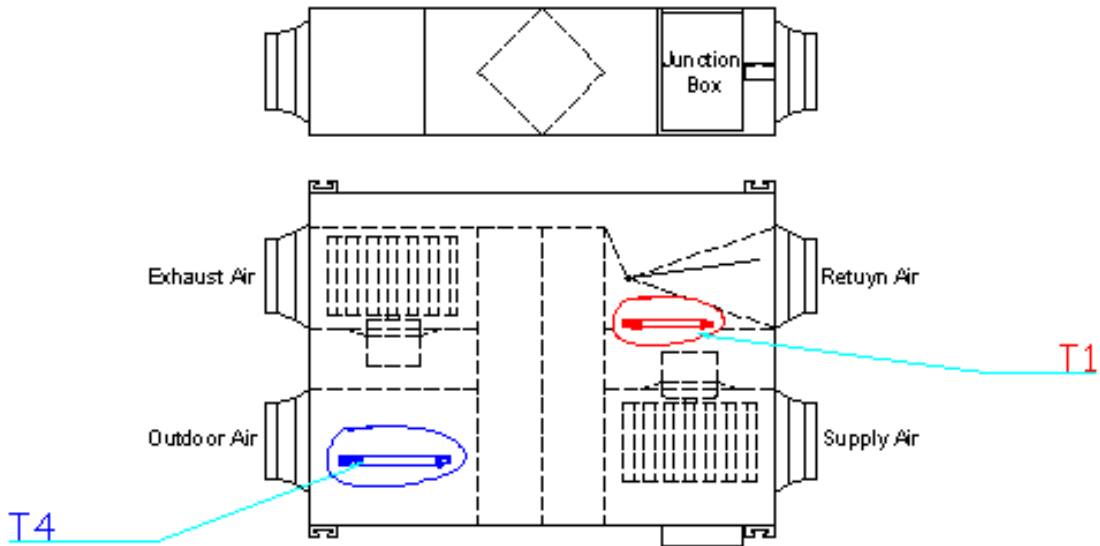 Junction
Box
Exhaust Air
Retuyn Air
T1
Outdoor Air
Supply Air
T4